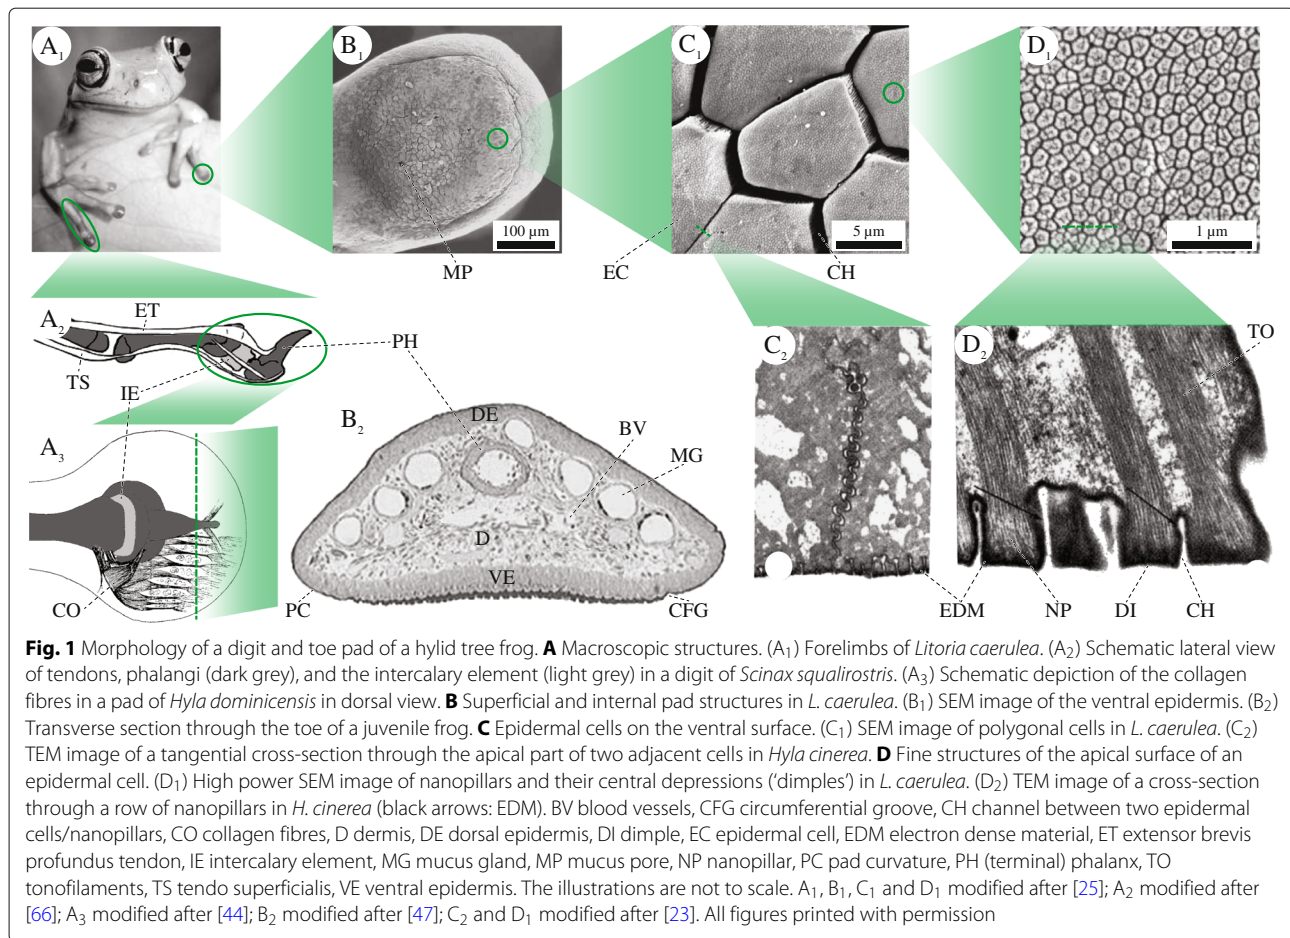 A1
B1
C1
D1
100 µm
5 µm
1 µm
MP
EC
CH
A2
ET
TS
IE
PH
C2
D2
TO
B2
DE
BV
MG
A3
D
VE
CO
PC
CFG
EDM
NP
DI
CH
Fig. 1 Morphology of a digit and toe pad of a hylid tree frog. A Macroscopic structures. (A1) Forelimbs of Litoria caerulea. (A2) Schematic lateral view
of tendons, phalangi (dark grey), and the intercalary element (light grey) in a digit of Scinax squalirostris. (A3) Schematic depiction of the collagen
fibres in a pad of Hyla dominicensis in dorsal view. B Superficial and internal pad structures in L. caerulea. (B1) SEM image of the ventral epidermis. (B2)
Transverse section through the toe of a juvenile frog. C Epidermal cells on the ventral surface. (C1) SEM image of polygonal cells in L. caerulea. (C2)
TEM image of a tangential cross-section through the apical part of two adjacent cells in Hyla cinerea. D Fine structures of the apical surface of an
epidermal cell. (D1) High power SEM image of nanopillars and their central depressions (‘dimples’) in L. caerulea. (D2) TEM image of a cross-section
through a row of nanopillars in H. cinerea (black arrows: EDM). BV blood vessels, CFG circumferential groove, CH channel between two epidermal
cells/nanopillars, CO collagen fibres, D dermis, DE dorsal epidermis, DI dimple, EC epidermal cell, EDM electron dense material, ET extensor brevis
profundus tendon, IE intercalary element, MG mucus gland, MP mucus pore, NP nanopillar, PC pad curvature, PH (terminal) phalanx, TO
tonofilaments, TS tendo superficialis, VE ventral epidermis. The illustrations are not to scale. A1, B1, C1 and D1 modified after [25]; A2 modified after
[66]; A3 modified after [44]; B2 modified after [47]; C2 and D1 modified after [23]. All figures printed with permission